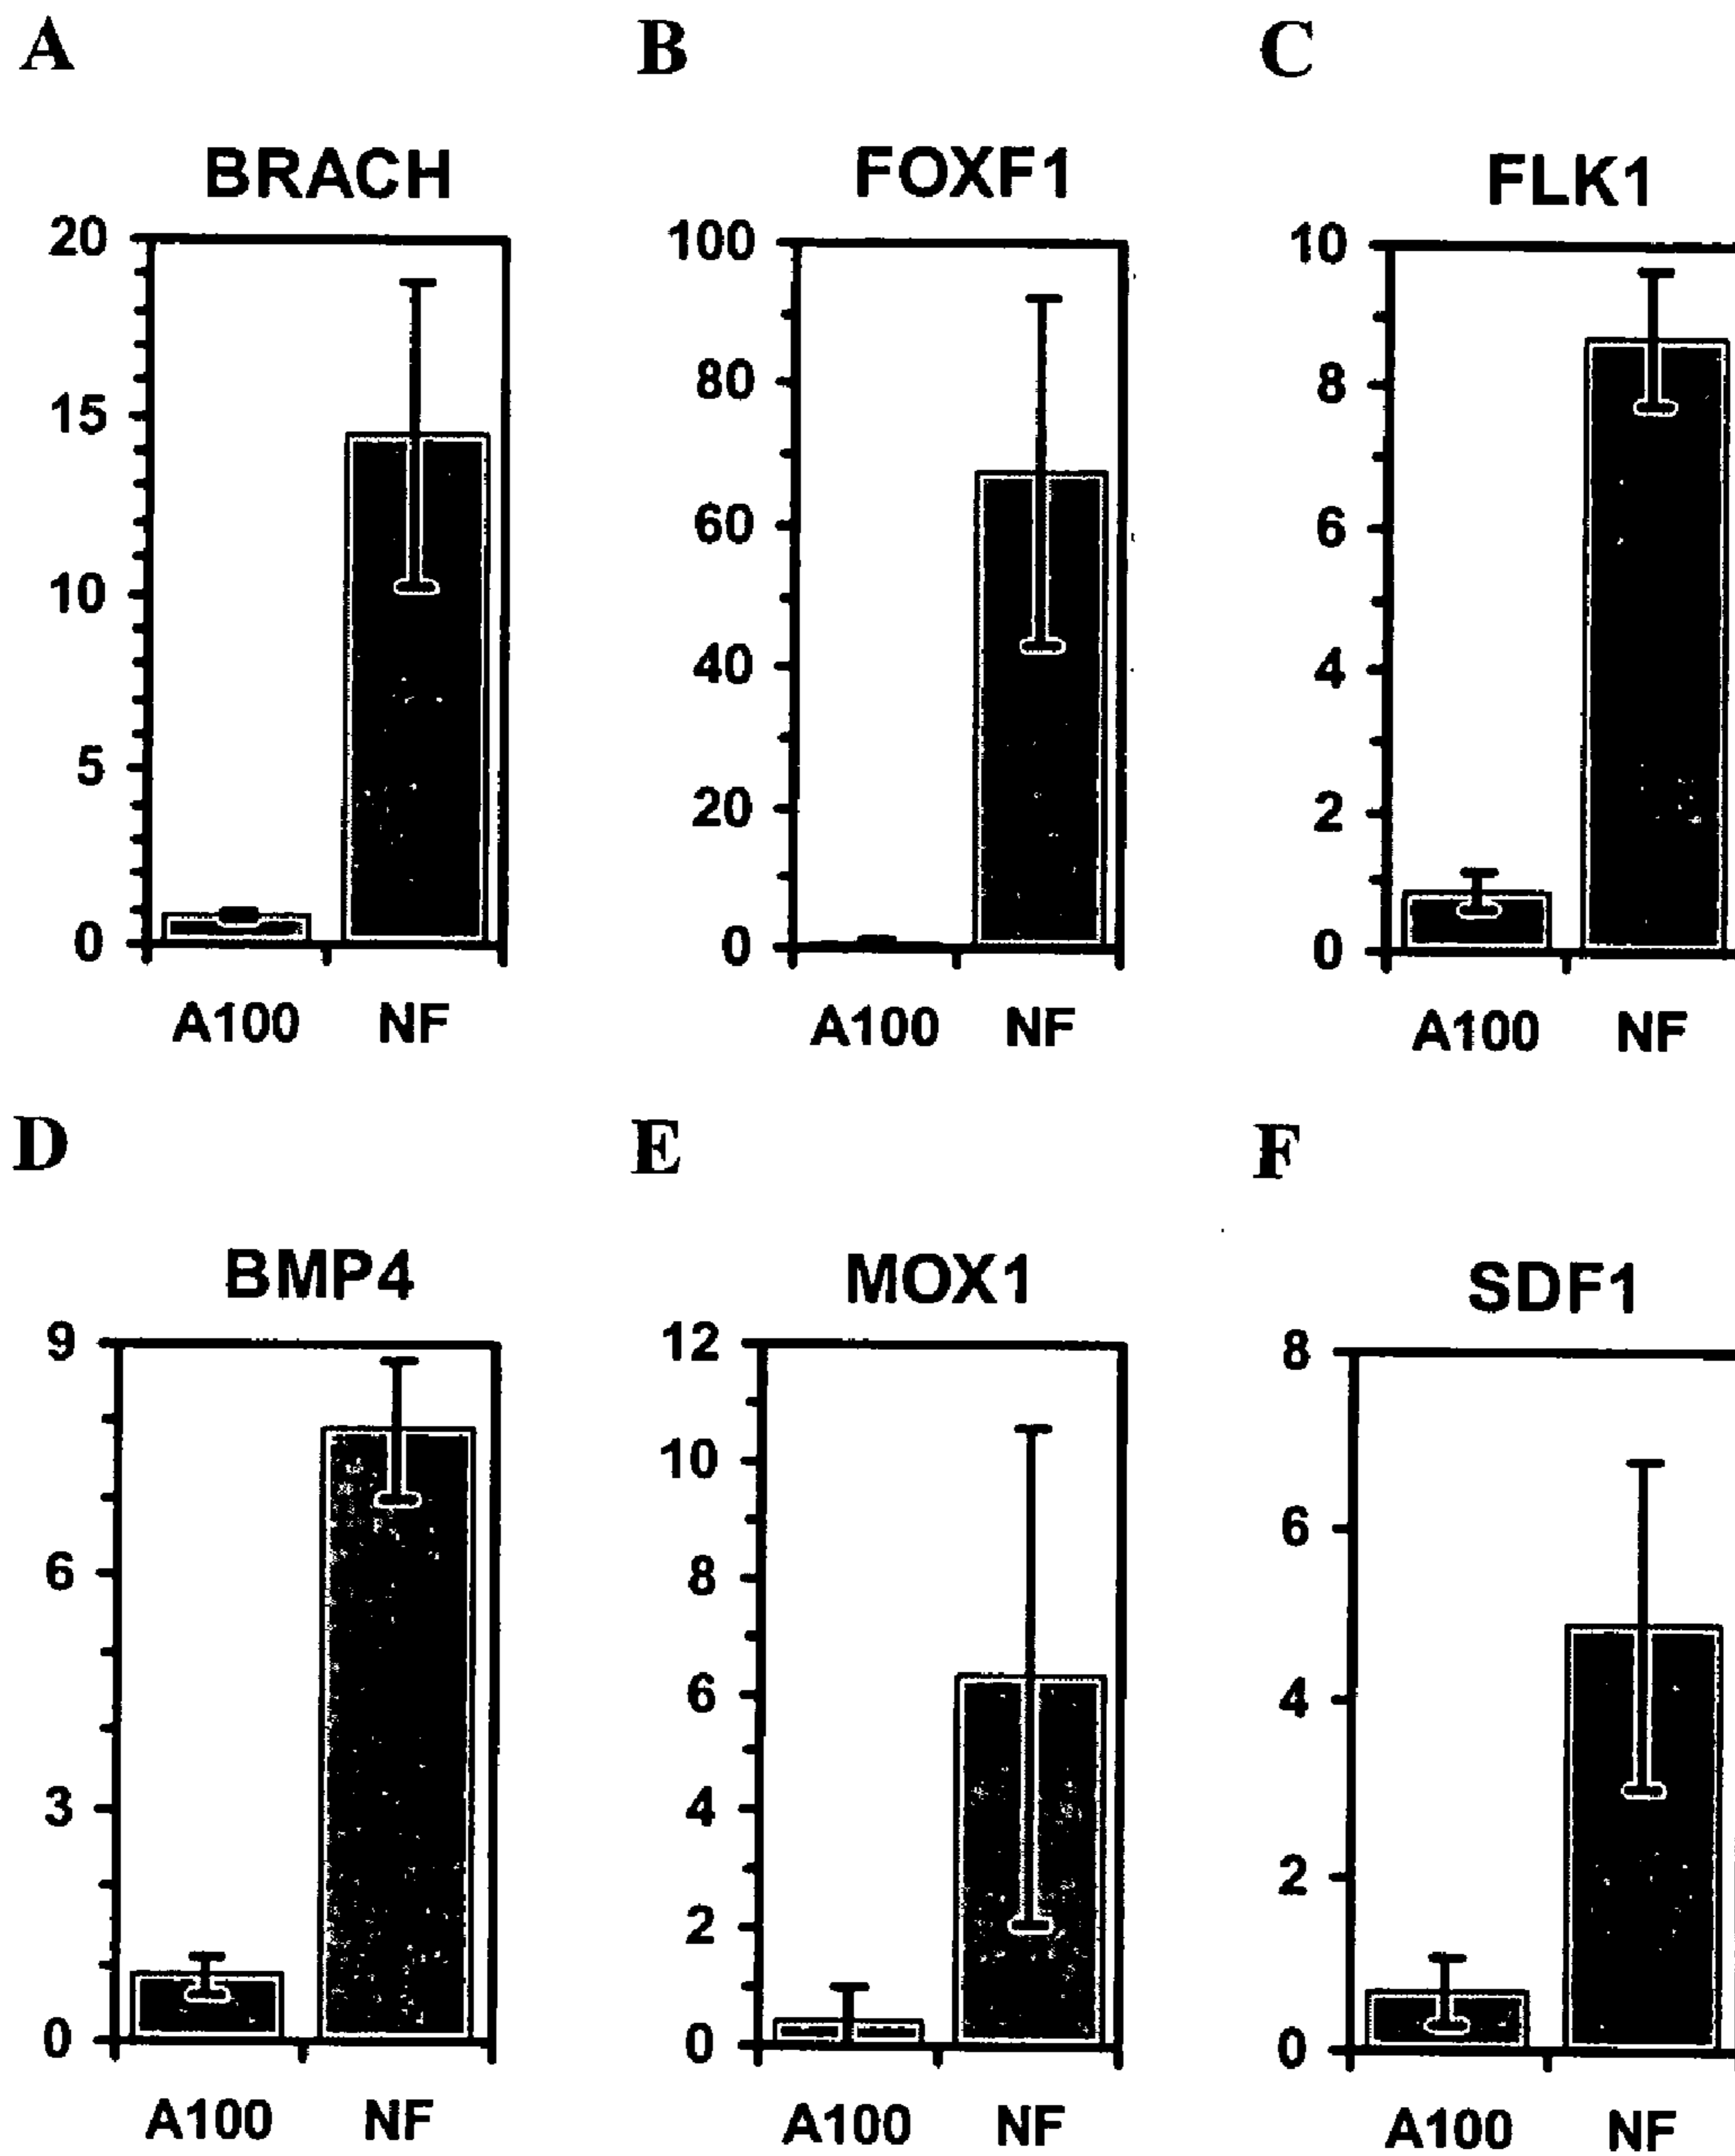 A B C
BRACH FOXF1 FLK1
20 100 10
15 80 8
10 60 6
5 40 4
0 20 2
0 0
A100 NF A100 NF A100 NF
D E F
BMP4 MOX1 SDF1
9 12 8
6 10 6
3 8 4
0 6 2
4 0
2
0
A100 NF A100 NF A100 NF